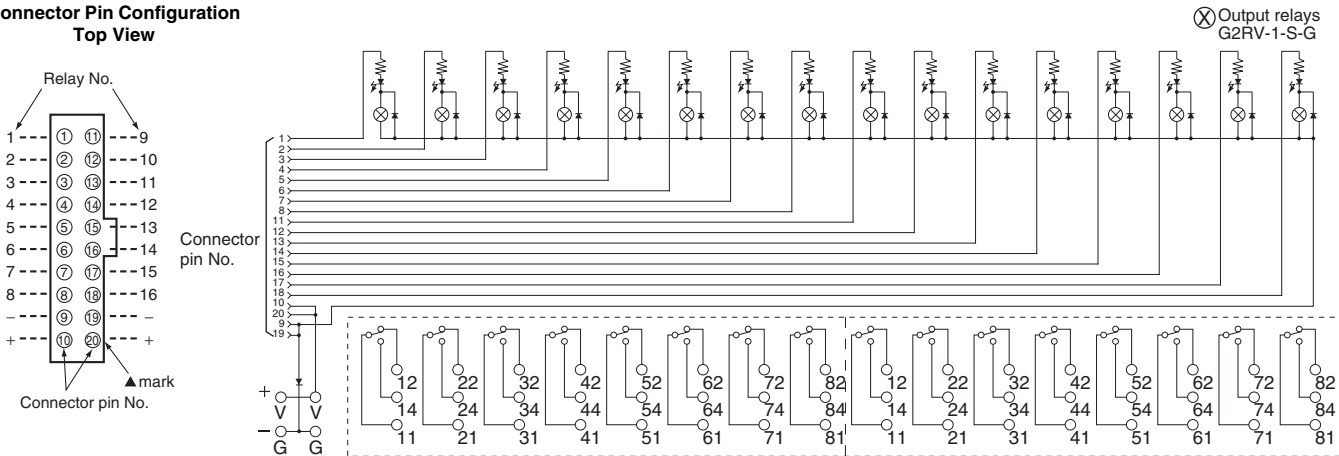 onnector Pin Configuration
Top View
Relay No.
1 ① ⑪ 9
2 ② ⑫ 10
3 ③ ⑬ 11
4 ④ ⑭ 12
5 ⑤ ⑮ 13
6 ⑥ ⑯ 14
7 ⑦ ⑰ 15
8 ⑧ ⑱ 16
− ⑨ ⑲ −
+ ⑩ ⑳ +
▲mark
Connector pin No.
Output relays
G2RV-1-S-G
Connector
pin No.
1
2
3
4
5
6
7
8
11
12
13
14
15
16
17
18
10
20
9
19
+
V V
−
G G
12 22 32 42 52 62 72 82 12 22 32 42 52 62 72 82
14 24 34 44 54 64 74 84 14 24 34 44 54 64 74 84
11 21 31 41 51 61 71 81 11 21 31 41 51 61 71 81